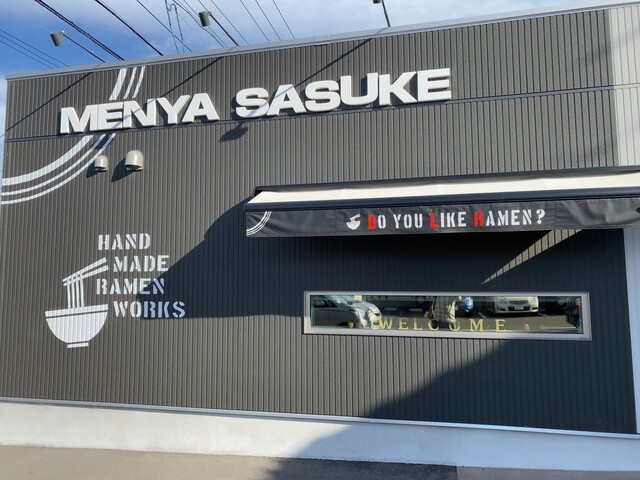 MENYA SASUKE
DO YOU LIKE RAMEN?
HAND
MADE
RAMEN
WORKS
WELCOME